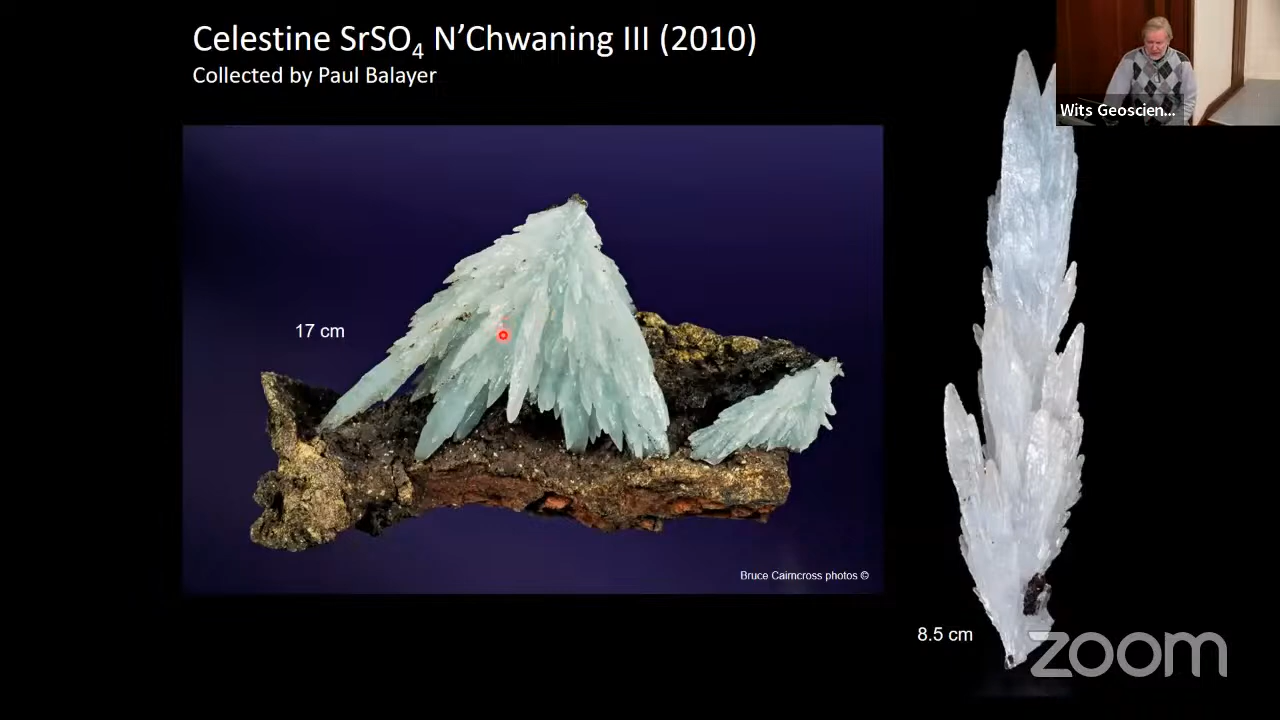 Celestine SrSO₄ N’Chwaning III (2010)
Collected by Paul Balayer
Wits Geoscien...
17 cm
Bruce Cairncross photos ©
8.5 cm
zoom